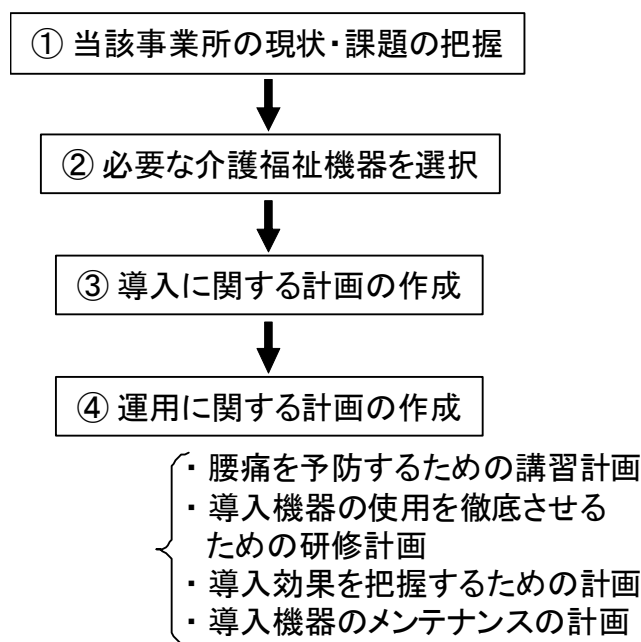 ① 当該事業所の現状・課題の把握
② 必要な介護福祉機器を選択
③ 導入に関する計画の作成
④ 運用に関する計画の作成
・ 腰痛を予防するための講習計画
・ 導入機器の使用を徹底させる
ための研修計画
・ 導入効果を把握するための計画
・ 導入機器のメンテナンスの計画